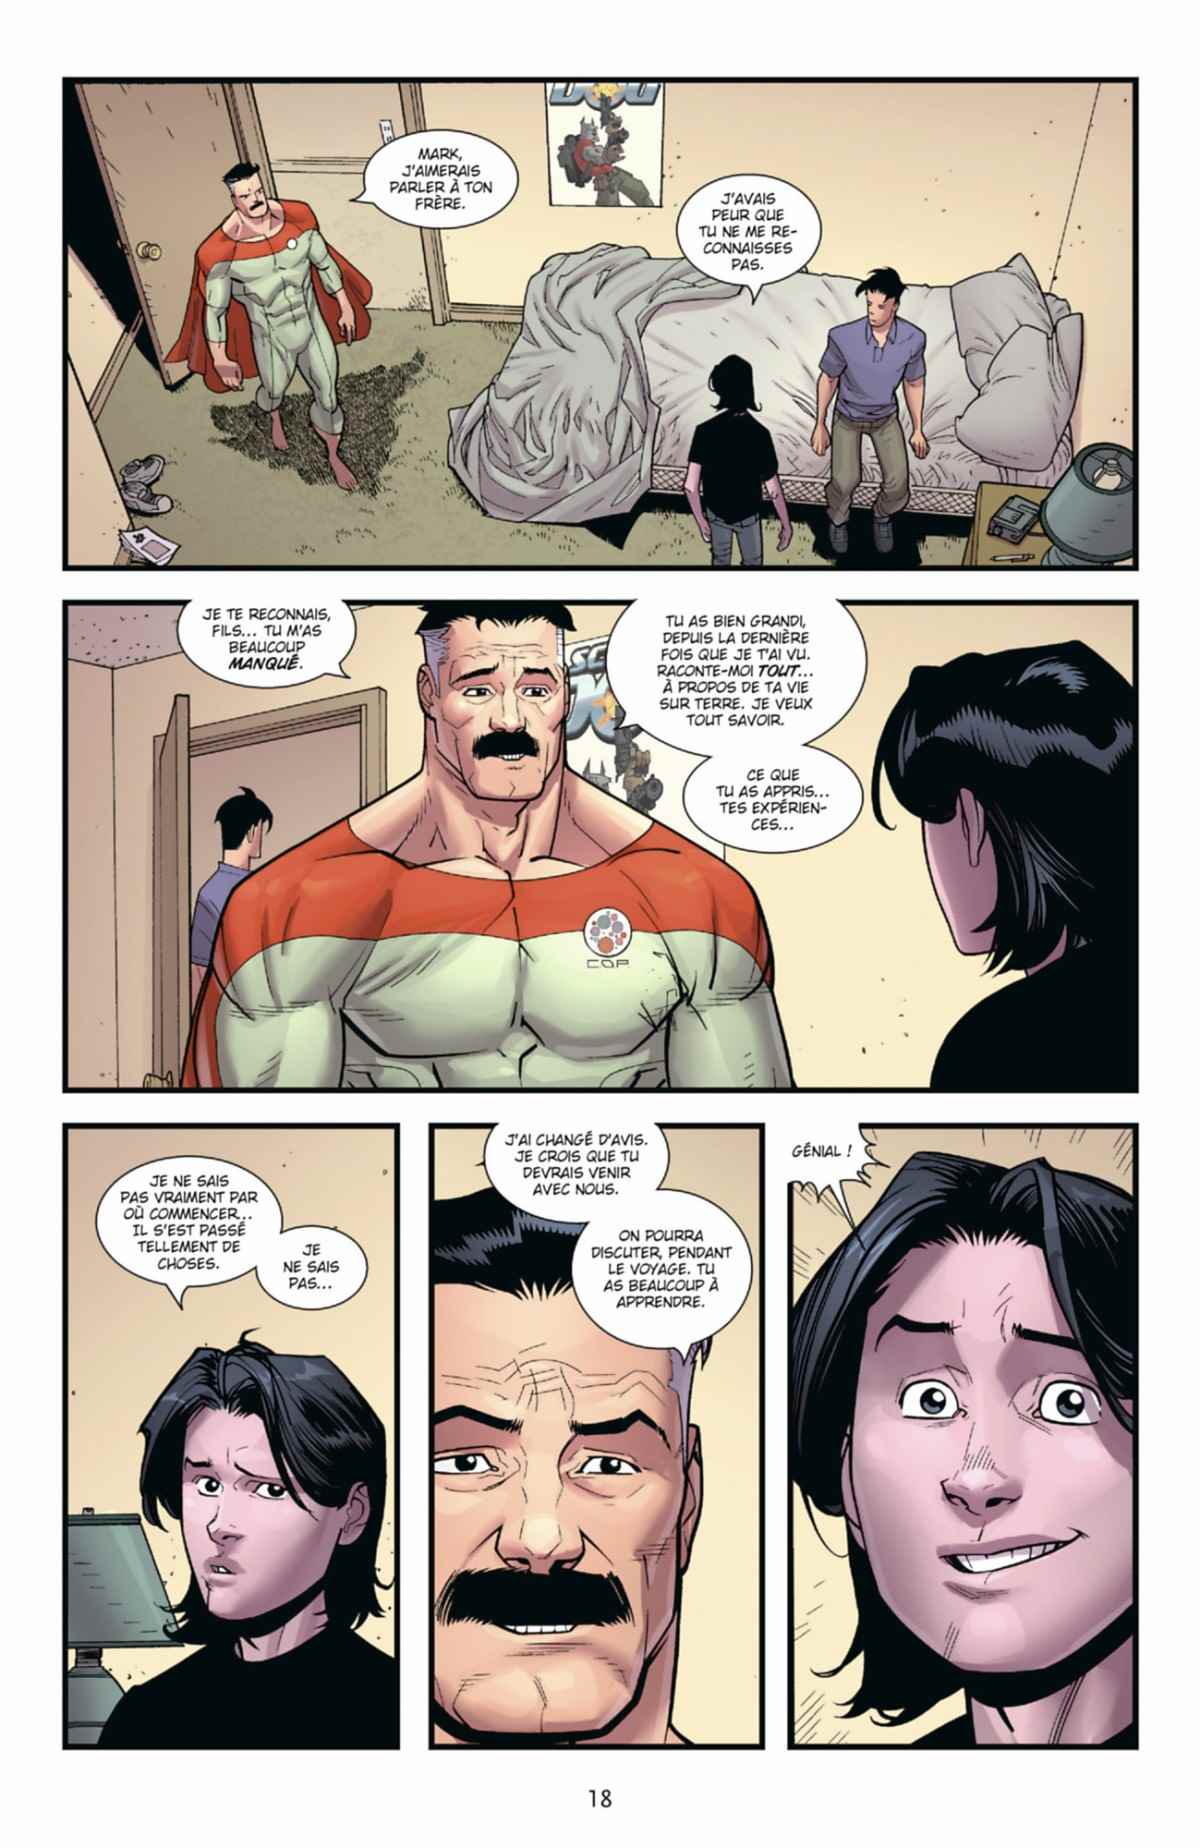 DOG
MARK,
J'AIMERAIS
PARLER À TON
FRÈRE.
J'AVAIS
PEUR QUE
TU NE ME RE-
CONNAISSES
PAS.
JE TE RECONNAIS,
FILS... TU M'AS
BEAUCOUP
MANQUÉ.
TU AS BIEN GRANDI,
DEPUIS LA DERNIÈRE
FOIS QUE JE T'AI VU.
RACONTE-MOI TOUT...
À PROPOS DE TA VIE
SUR TERRE. JE VEUX
TOUT SAVOIR.
CE QUE
TU AS APPRIS...
TES EXPÉRIEN-
CES...
JE NE SAIS
PAS VRAIMENT PAR
OÙ COMMENCER...
IL S'EST PASSÉ
TELLEMENT DE
CHOSES.
JE
NE SAIS
PAS...
J'AI CHANGÉ D'AVIS.
JE CROIS QUE TU
DEVRAIS VENIR
AVEC NOUS.
ON POURRA
DISCUTER, PENDANT
LE VOYAGE. TU
AS BEAUCOUP À
APPRENDRE.
GÉNIAL !
18